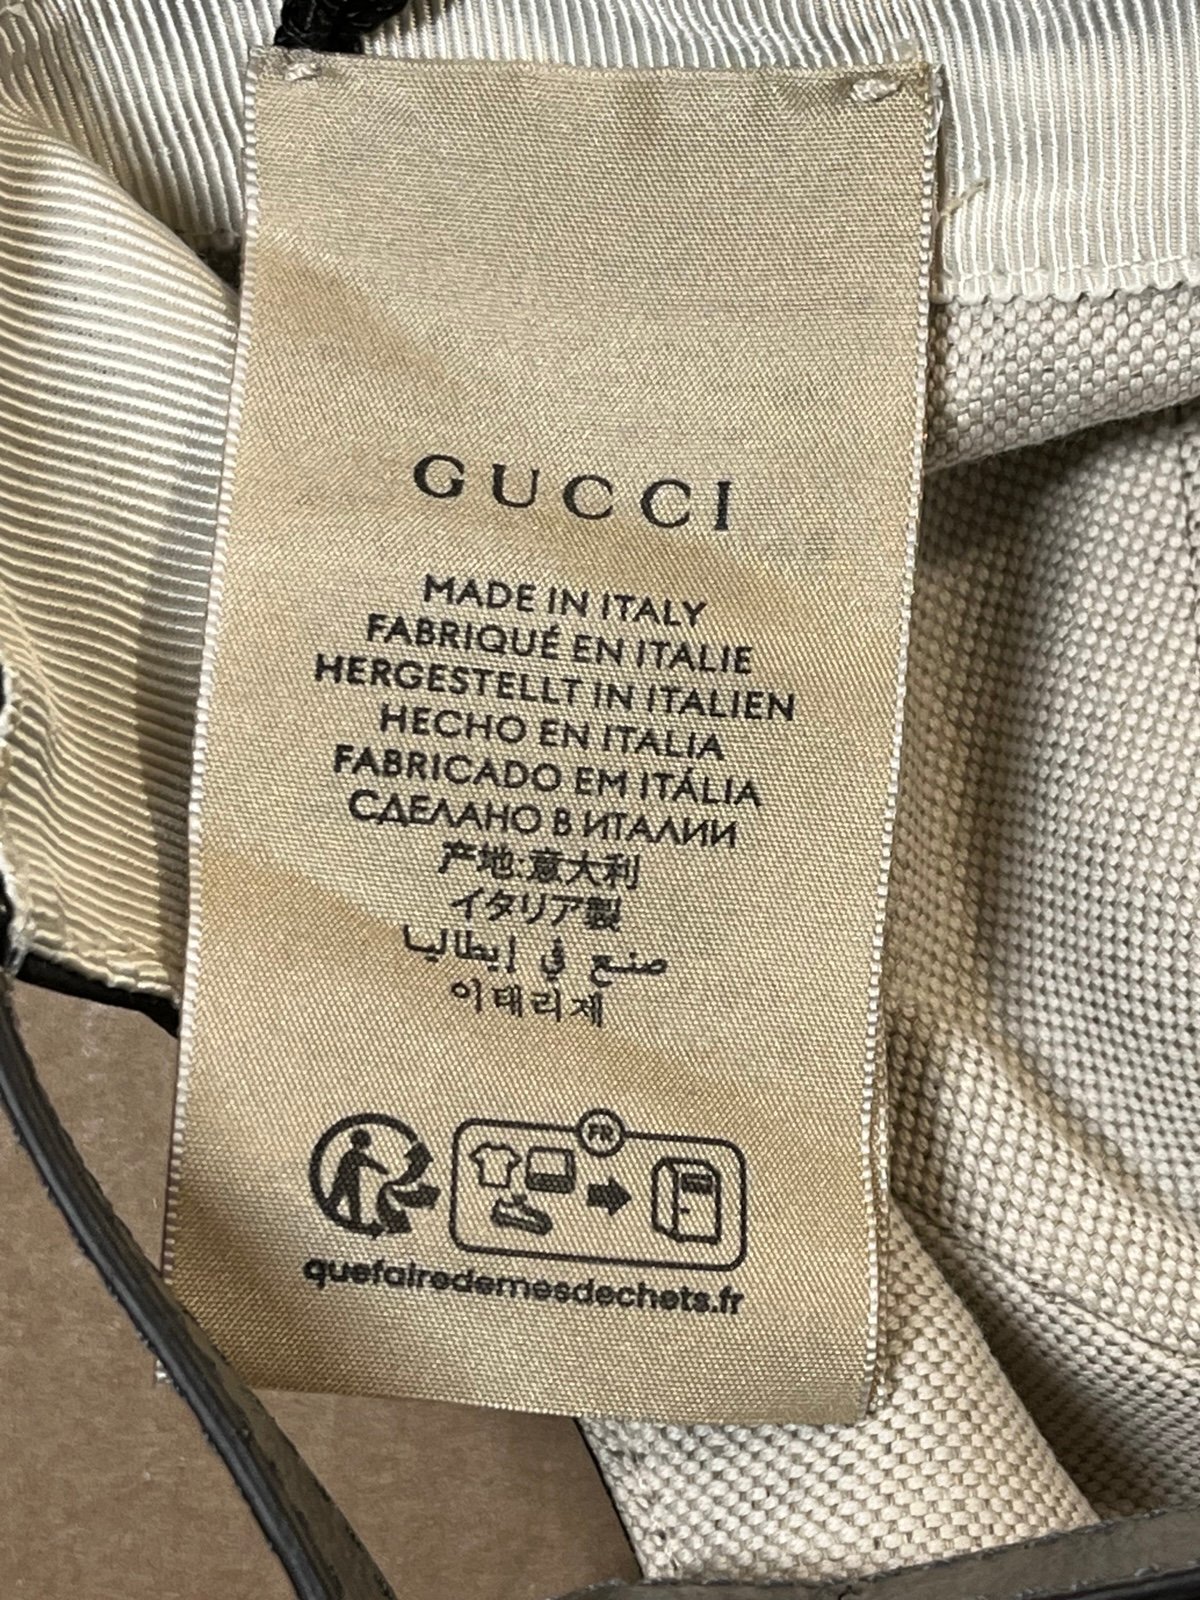 GUCCI
MADE IN ITALY
FABRIQUÉ EN ITALIE
HERGESTELLT IN ITALIEN
HECHO EN ITALIA
FABRICADO EM ITÁLIA
СДЕЛАНО В ИТАЛИИ
产地:意大利
イタリア製
صنع في إيطاليا
이태리제
FR
quefairedemesdechets.fr